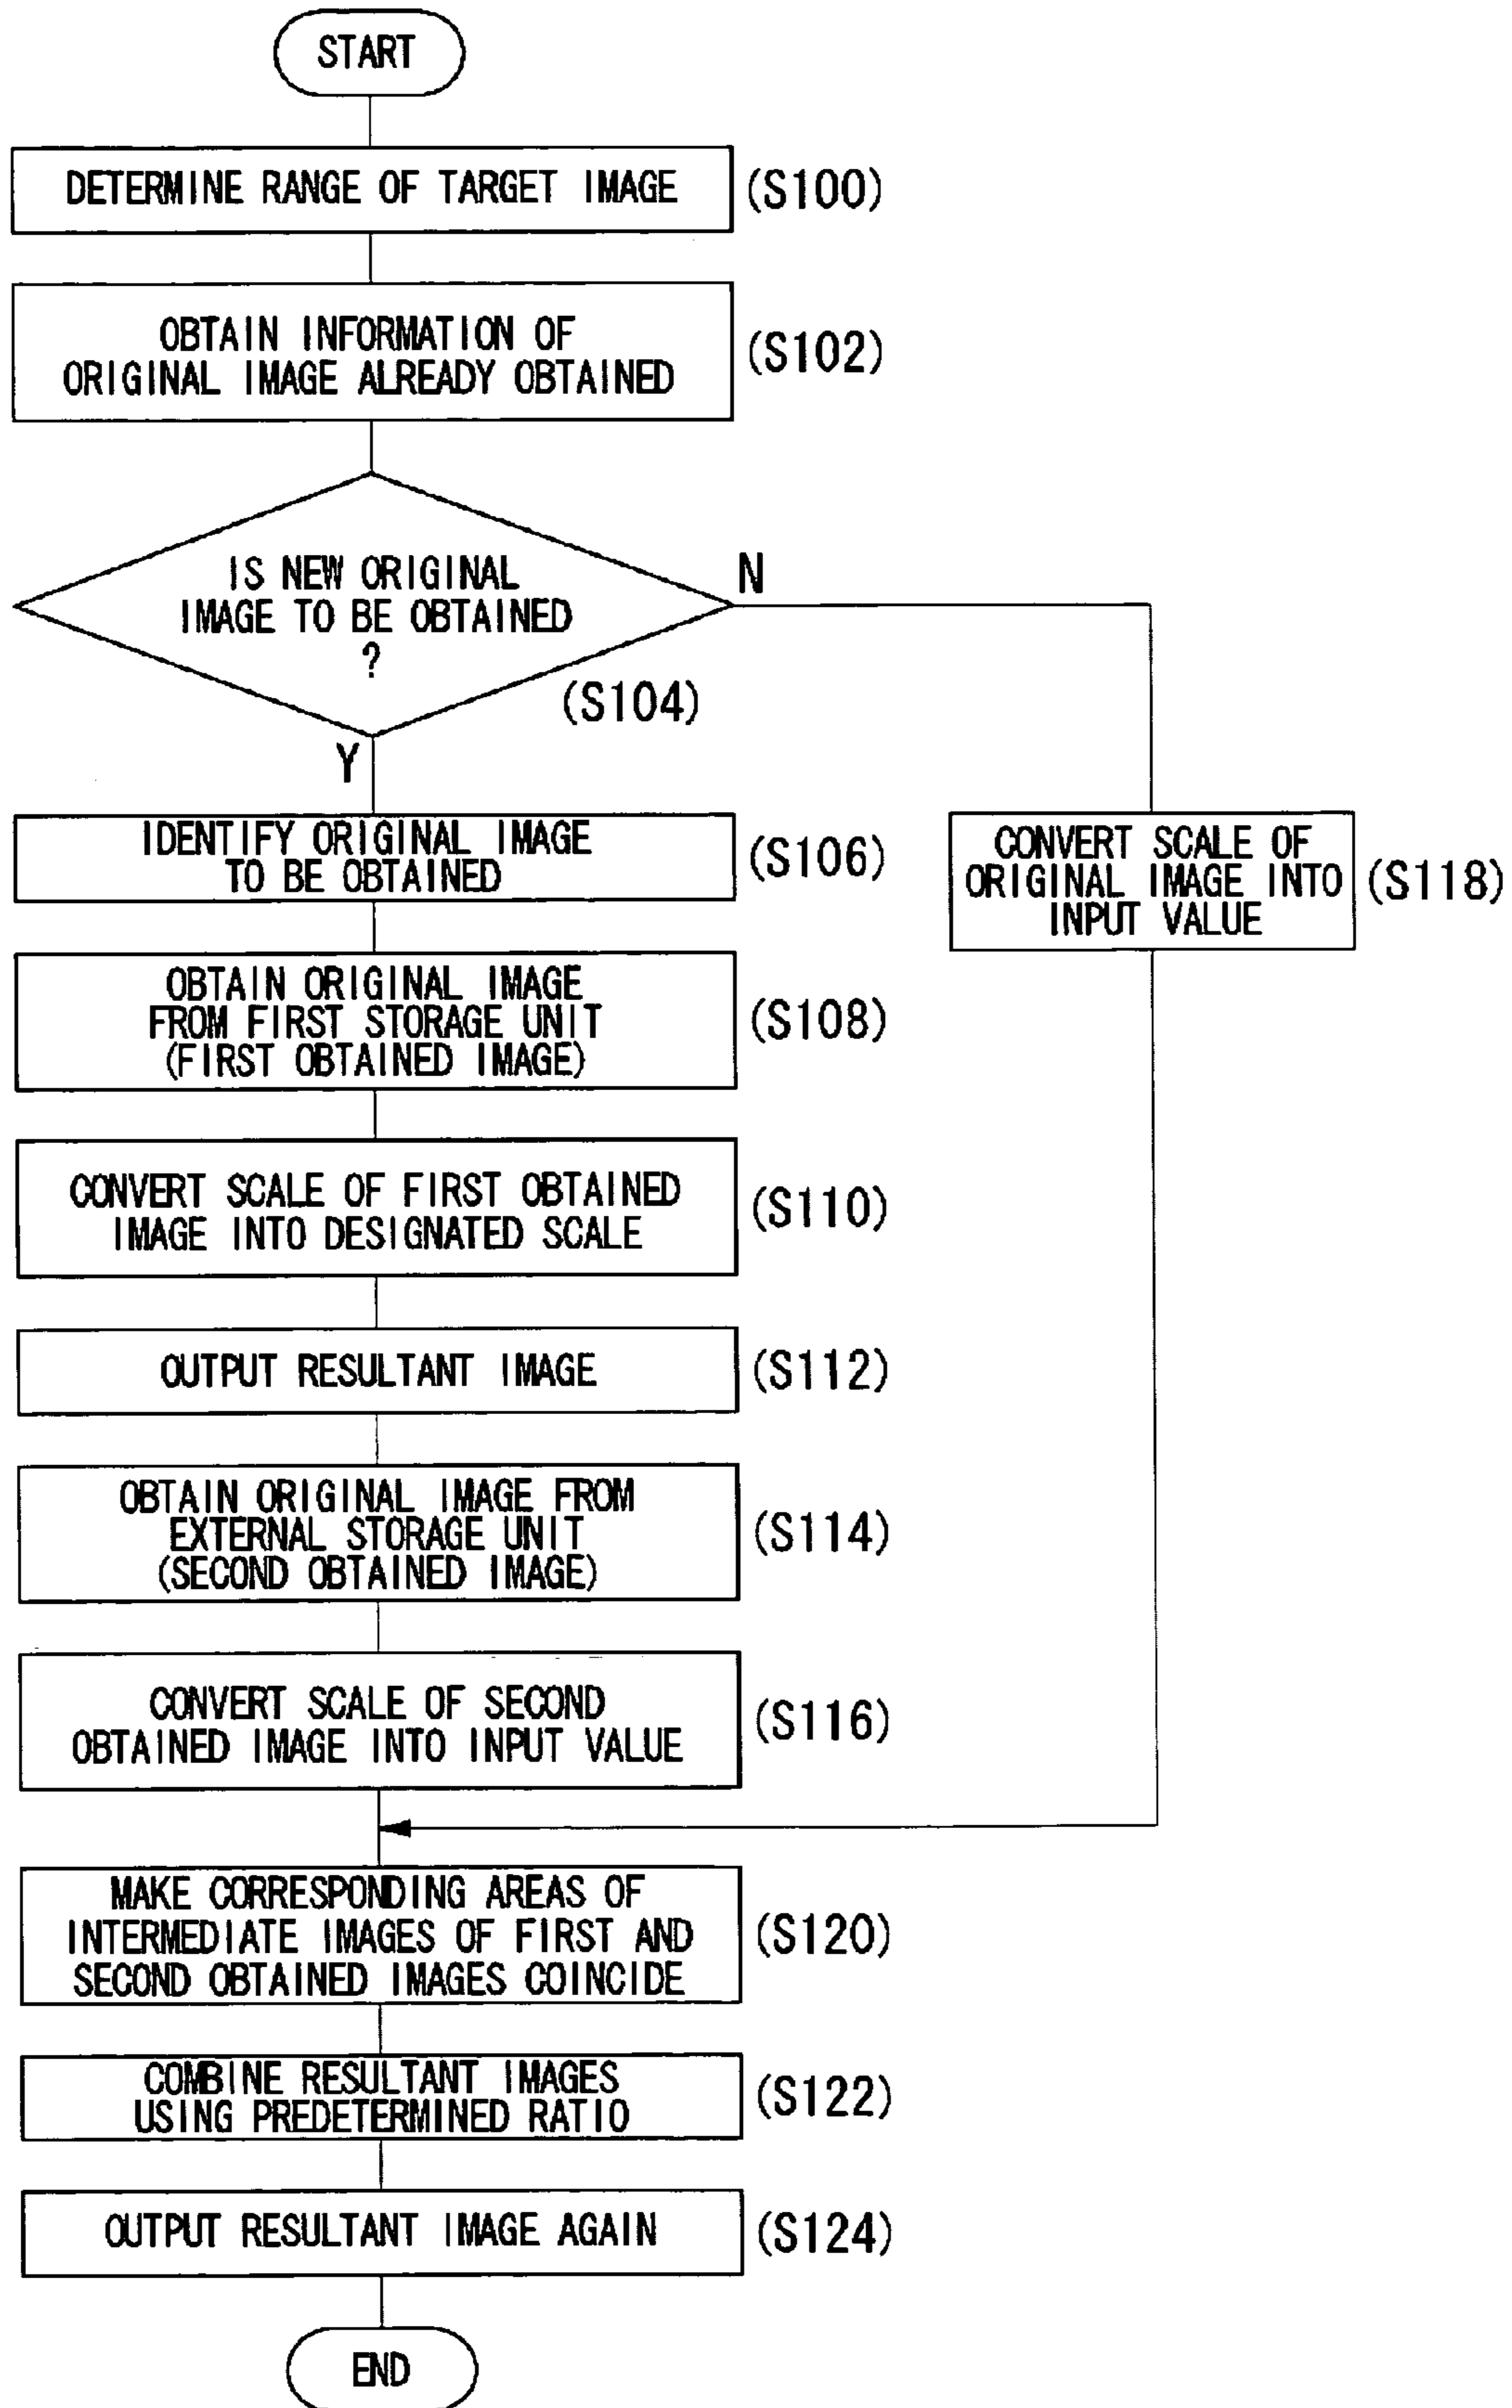 START
DETERMINE RANGE OF TARGET IMAGE
(S100)
OBTAIN INFORMATION OF
ORIGINAL IMAGE ALREADY OBTAINED
(S102)
IS NEW ORIGINAL
IMAGE TO BE OBTAINED
?
(S104)
N
Y
IDENTIFY ORIGINAL IMAGE
TO BE OBTAINED
(S106)
CONVERT SCALE OF
ORIGINAL IMAGE INTO
INPUT VALUE
(S118)
OBTAIN ORIGINAL IMAGE
FROM FIRST STORAGE UNIT
(FIRST OBTAINED IMAGE)
(S108)
CONVERT SCALE OF FIRST OBTAINED
IMAGE INTO DESIGNATED SCALE
(S110)
OUTPUT RESULTANT IMAGE
(S112)
OBTAIN ORIGINAL IMAGE FROM
EXTERNAL STORAGE UNIT
(SECOND OBTAINED IMAGE)
(S114)
CONVERT SCALE OF SECOND
OBTAINED IMAGE INTO INPUT VALUE
(S116)
MAKE CORRESPONDING AREAS OF
INTERMEDIATE IMAGES OF FIRST AND
SECOND OBTAINED IMAGES COINCIDE
(S120)
COMBINE RESULTANT IMAGES
USING PREDETERMINED RATIO
(S122)
OUTPUT RESULTANT IMAGE AGAIN
(S124)
END